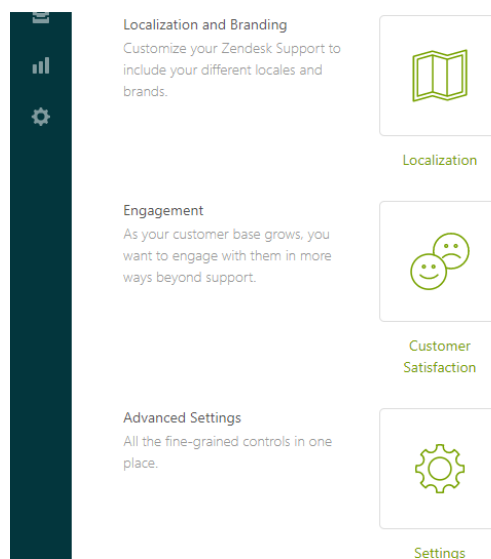 Localization and Branding
Customize your Zendesk Support to
include your different locales and
brands.
Localization
Engagement
As your customer base grows, you
want to engage with them in more
ways beyond support.
Customer
Satisfaction
Advanced Settings
All the fine-grained controls in one
place.
Settings